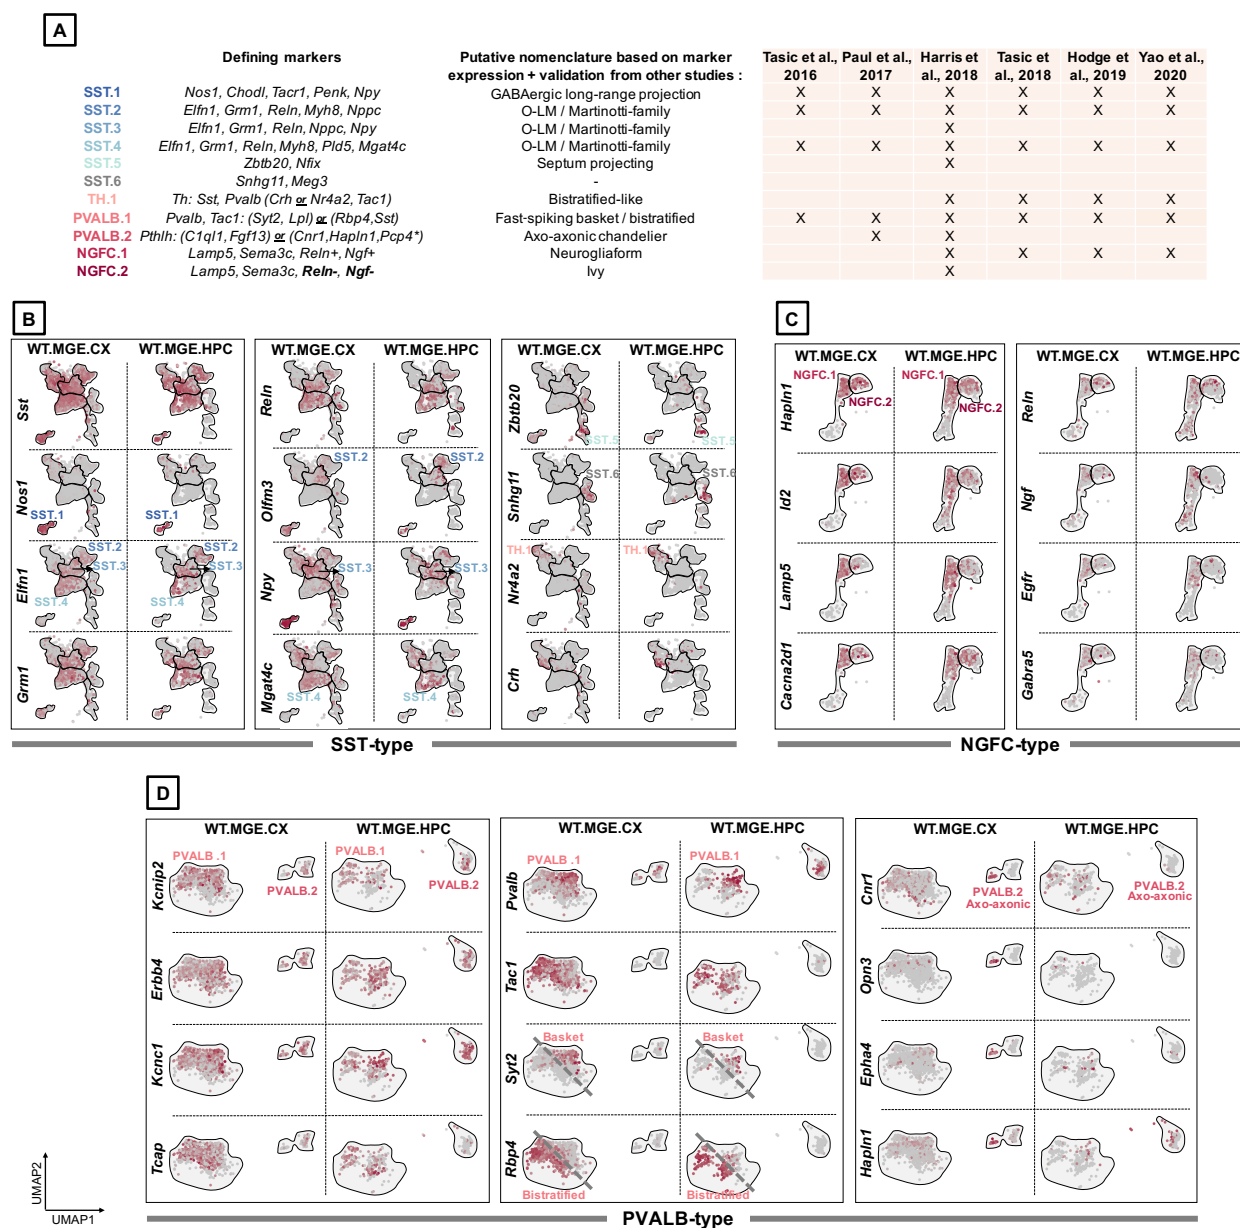 A
Defining markers
Putative nomenclature based on marker expression + validation from other studies :
Tasic et al., 2016
Paul et al., 2017
Harris et al., 2018
Tasic et al., 2018
Hodge et al., 2019
Yao et al., 2020
SST.1 Nos1, Chodl, Tacr1, Penk, Npy GABAergic long-range projection X X X X X X
SST.2 Elfn1, Grm1, Reln, Myh8, Nppc O-LM / Martinotti-family X X X X X X
SST.3 Elfn1, Grm1, Reln, Nppc, Npy O-LM / Martinotti-family X
SST.4 Elfn1, Grm1, Reln, Myh8, Pld5, Mgat4c O-LM / Martinotti-family X X X X X X
SST.5 Zbtb20, Nfix Septum projecting X
SST.6 Snhg11, Meg3 -
TH.1 Th: Sst, Pvalb (Crh or Nr4a2, Tac1) Bistratified-like X X X X
PVALB.1 Pvalb, Tac1: (Syt2, Lpl) or (Rbp4,Sst) Fast-spiking basket / bistratified X X X X X X
PVALB.2 Pthlh: (C1ql1, Fgf13) or (Cnr1,Hapln1,Pcp4*) Axo-axonic chandelier X X
NGFC.1 Lamp5, Sema3c, Reln+, Ngf+ Neurogliaform X X X X
NGFC.2 Lamp5, Sema3c, Reln-, Ngf- Ivy X
B
WT.MGE.CX WT.MGE.HPC
Sst
Nos1
SST.1 SST.1
Elfn1
SST.2 SST.2
SST.3 SST.3
SST.4 SST.4
Grm1
WT.MGE.CX WT.MGE.HPC
Reln
Olfm3
SST.2 SST.2
Npy
SST.3 SST.3
Mgat4c
SST.4 SST.4
WT.MGE.CX WT.MGE.HPC
Zbtb20
SST.5 SST.5
Snhg11
SST.6 SST.6
Nr4a2
TH.1 TH.1
Crh
SST-type
C
WT.MGE.CX WT.MGE.HPC
Hapln1
NGFC.1 NGFC.1
NGFC.2 NGFC.2
Id2
Lamp5
Cacna2d1
WT.MGE.CX WT.MGE.HPC
Reln
Ngf
Egfr
Gabra5
NGFC-type
D
WT.MGE.CX WT.MGE.HPC
Kcnip2
PVALB .1 PVALB.1
PVALB.2 PVALB.2
Erbb4
Kcnc1
Tcap
WT.MGE.CX WT.MGE.HPC
Pvalb
PVALB .1 PVALB.1
Tac1
Syt2
Basket Basket
Rbp4
Bistratified Bistratified
WT.MGE.CX WT.MGE.HPC
Cnr1
PVALB.2 Axo-axonic
PVALB.2 Axo-axonic
Opn3
Epha4
Hapln1
PVALB-type
UMAP2
UMAP1